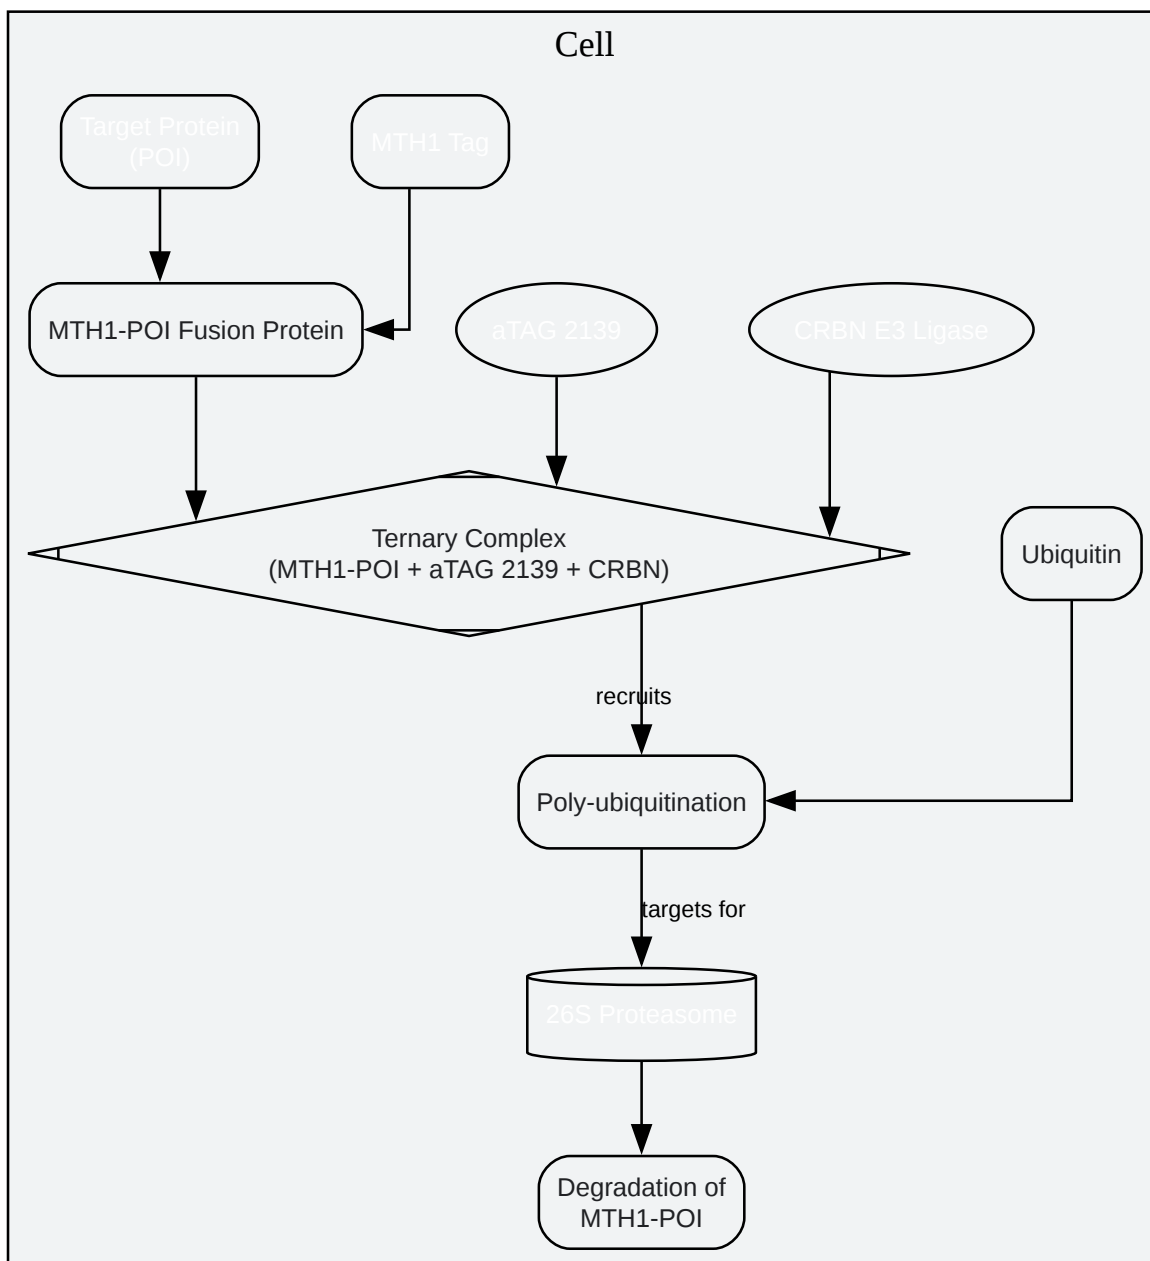 Cell
Target Protein
(POI)
MTH1 Tag
MTH1-POI Fusion Protein
aTAG 2139
CRBN E3 Ligase
Ternary Complex
(MTH1-POI + aTAG 2139 + CRBN)
Ubiquitin
recruits
Poly-ubiquitination
targets for
26S Proteasome
Degradation of
MTH1-POI